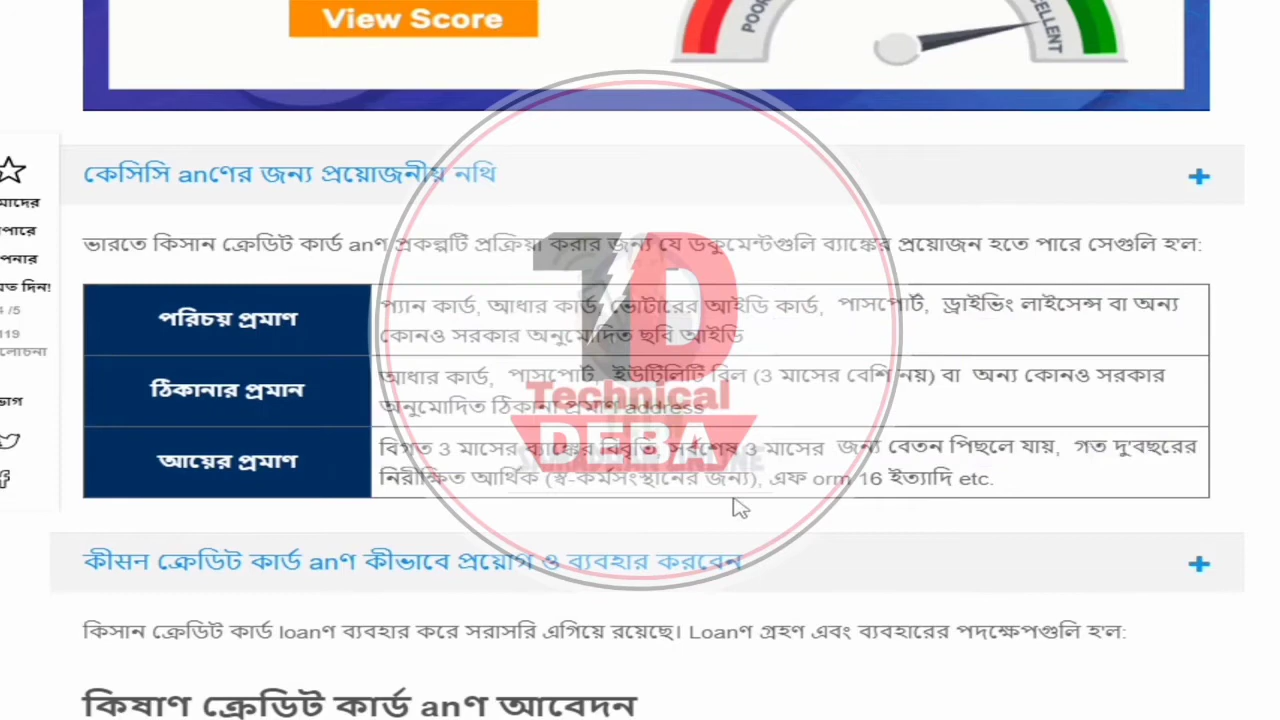 View Score
POOR
কেসিসি anণের জন্য প্রয়োজনীয় নথি
ভারতে কিসান ক্রেডিট কার্ড anণ প্রকল্পটি প্রক্রিয়া করার জন্য যে ডকুমেন্টগুলি ব্যাঙ্কের প্রয়োজন হতে পারে সেগুলি হ'ল:
পরিচয় প্রমাণ
প্যান কার্ড, আধার কার্ড, ভোটারের আইডি কার্ড, পাসপোর্ট, ড্রাইভিং লাইসেন্স বা অন্য
কোনও সরকার অনুমোদিত ছবি আইডি
ঠিকানার প্রমান
আধার কার্ড, পাসপোর্ট, ইউটিলিটি বিল (3 মাসের বেশি নয়) বা অন্য কোনও সরকার
অনুমোদিত ঠিকানা প্রমাণ address
আয়ের প্রমাণ
বিগত 3 মাসের ব্যাঙ্কের বিবৃতি, সর্বশেষ 3 মাসের জন্য বেতন পিছলে যায়, গত দু'বছরের
নিরীক্ষিত আর্থিক (স্ব-কর্মসংস্থানের জন্য), এফ orm 16 ইত্যাদি etc.
TD
Technical
DEBA
কীসন ক্রেডিট কার্ড anণ কীভাবে প্রয়োগ ও ব্যবহার করবেন
কিসান ক্রেডিট কার্ড loanণ ব্যবহার করে সরাসরি এগিয়ে রয়েছে। Loanণ গ্রহণ এবং ব্যবহারের পদক্ষেপগুলি হ'ল:
কিষাণ ক্রেডিট কার্ড anণ আবেদন